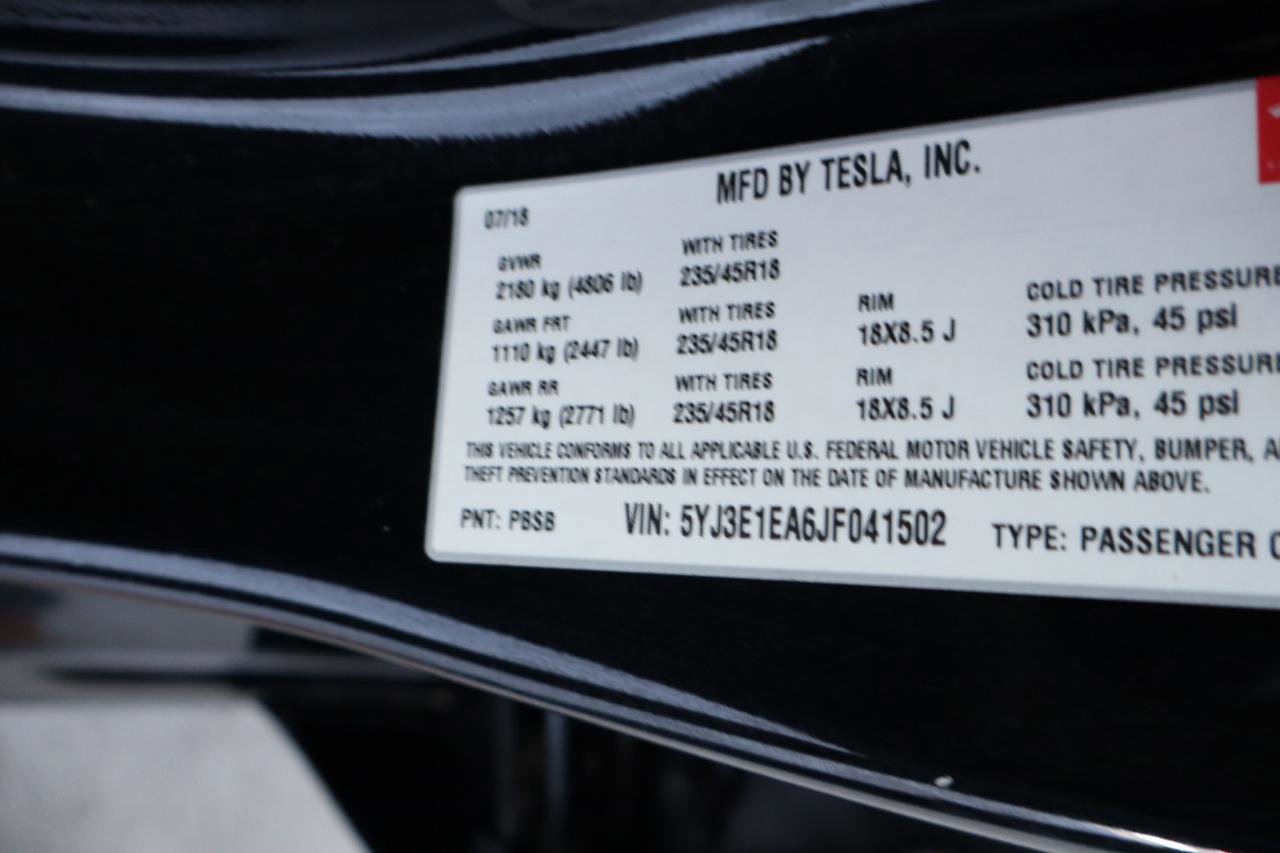 MFD BY TESLA, INC.
07/18
GVWR WITH TIRES
2180 kg (4806 lb) 235/45R18
GAWR FRT WITH TIRES RIM COLD TIRE PRESSURE
1110 kg (2447 lb) 235/45R18 18X8.5 J 310 kPa, 45 psi
GAWR RR WITH TIRES RIM COLD TIRE PRESSURE
1257 kg (2771 lb) 235/45R18 18X8.5 J 310 kPa, 45 psi
THIS VEHICLE CONFORMS TO ALL APPLICABLE U.S. FEDERAL MOTOR VEHICLE SAFETY, BUMPER,
THEFT PREVENTION STANDARDS IN EFFECT ON THE DATE OF MANUFACTURE SHOWN ABOVE.
PNT: PBSB VIN: 5YJ3E1EA6JF041502 TYPE: PASSENGER